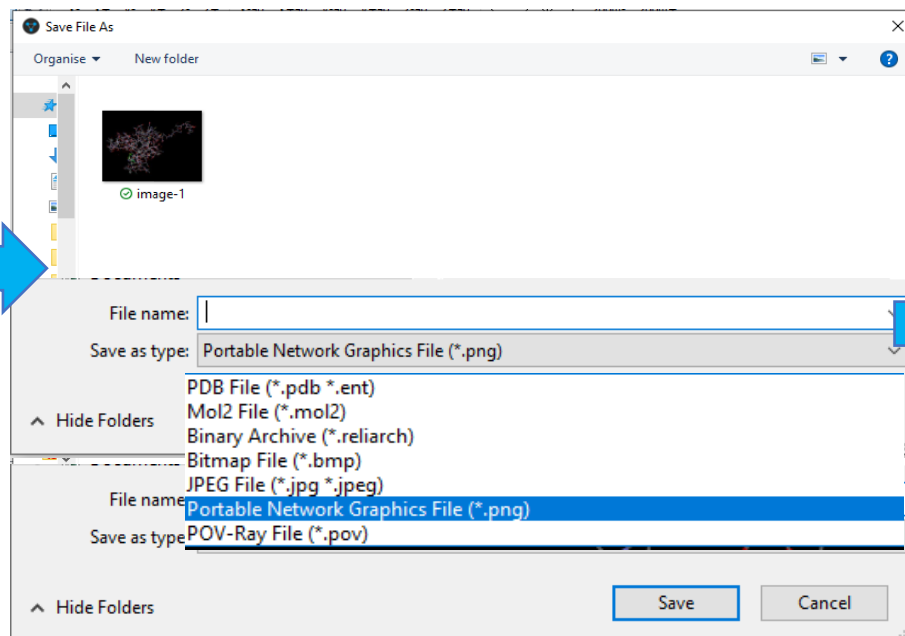 Save File As
Organise
New folder
image-1
File name:
Save as type: Portable Network Graphics File (*.png)
PDB File (*.pdb *.ent)
Mol2 File (*.mol2)
Hide Folders
Binary Archive (*.reliarch)
Bitmap File (*.bmp)
JPEG File (*.jpg *.jpeg)
File name
Portable Network Graphics File (*.png)
Save as type
POV-Ray File (*.pov)
Hide Folders
Save
Cancel